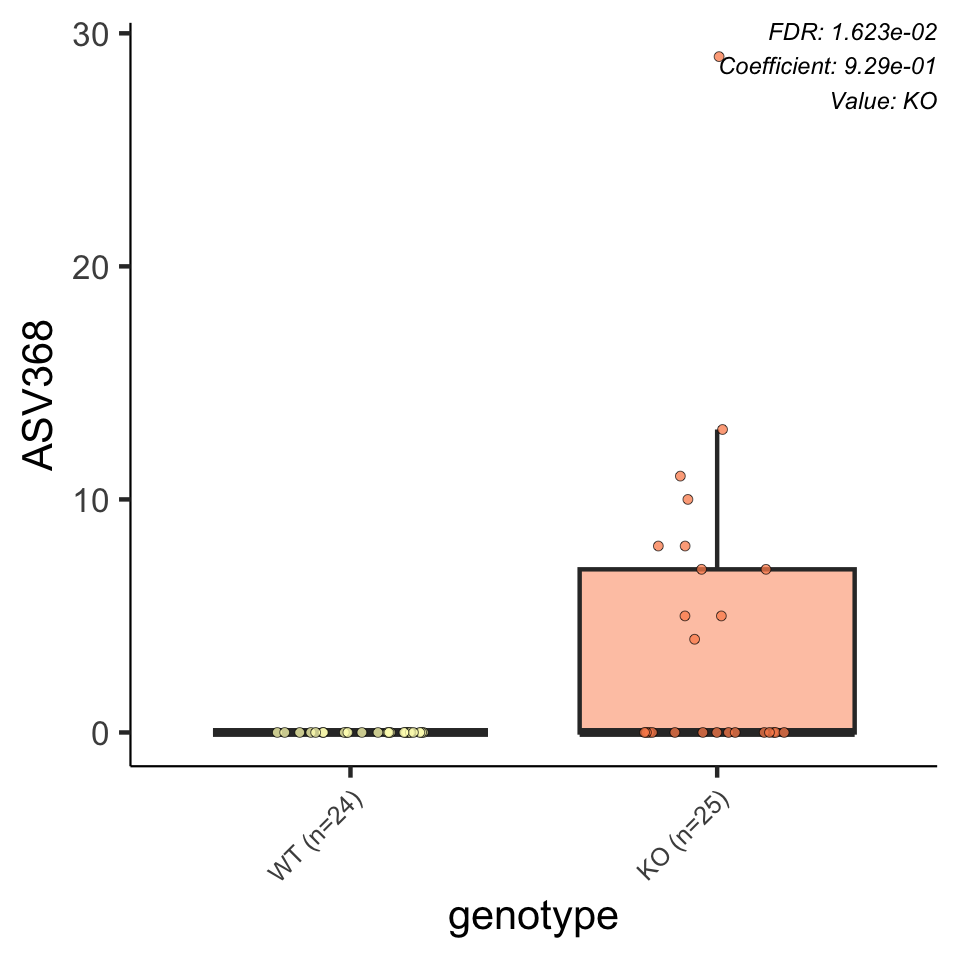 FDR: 1.623e-02
Coefficient: 9.29e-01
Value: KO
30
20
10
0
ASV368
WT (n=24)
KO (n=25)
genotype